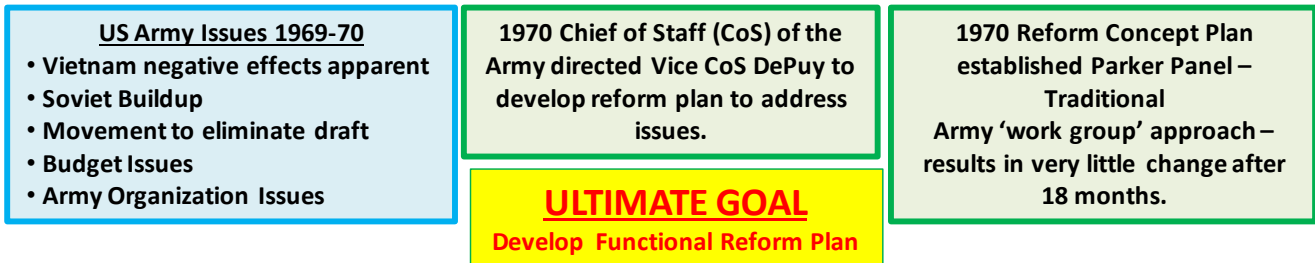 US Army Issues 1969-70
• Vietnam negative effects apparent
• Soviet Buildup
• Movement to eliminate draft
• Budget Issues
• Army Organization Issues
1970 Chief of Staff (CoS) of the
Army directed Vice CoS DePuy to
develop reform plan to address
issues.
ULTIMATE GOAL
Develop Functional Reform Plan
1970 Reform Concept Plan
established Parker Panel –
Traditional
Army ‘work group’ approach –
results in very little change after
18 months.